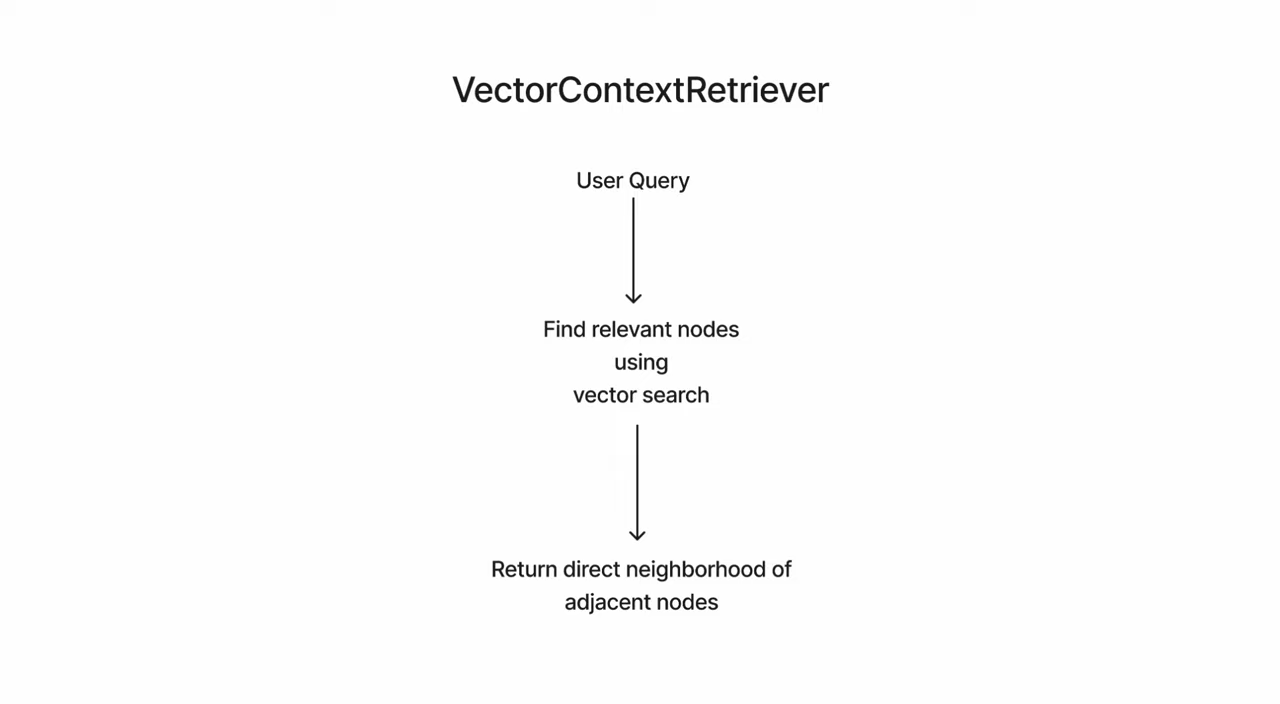 VectorContextRetriever
User Query
Find relevant nodes
using
vector search
Return direct neighborhood of
adjacent nodes